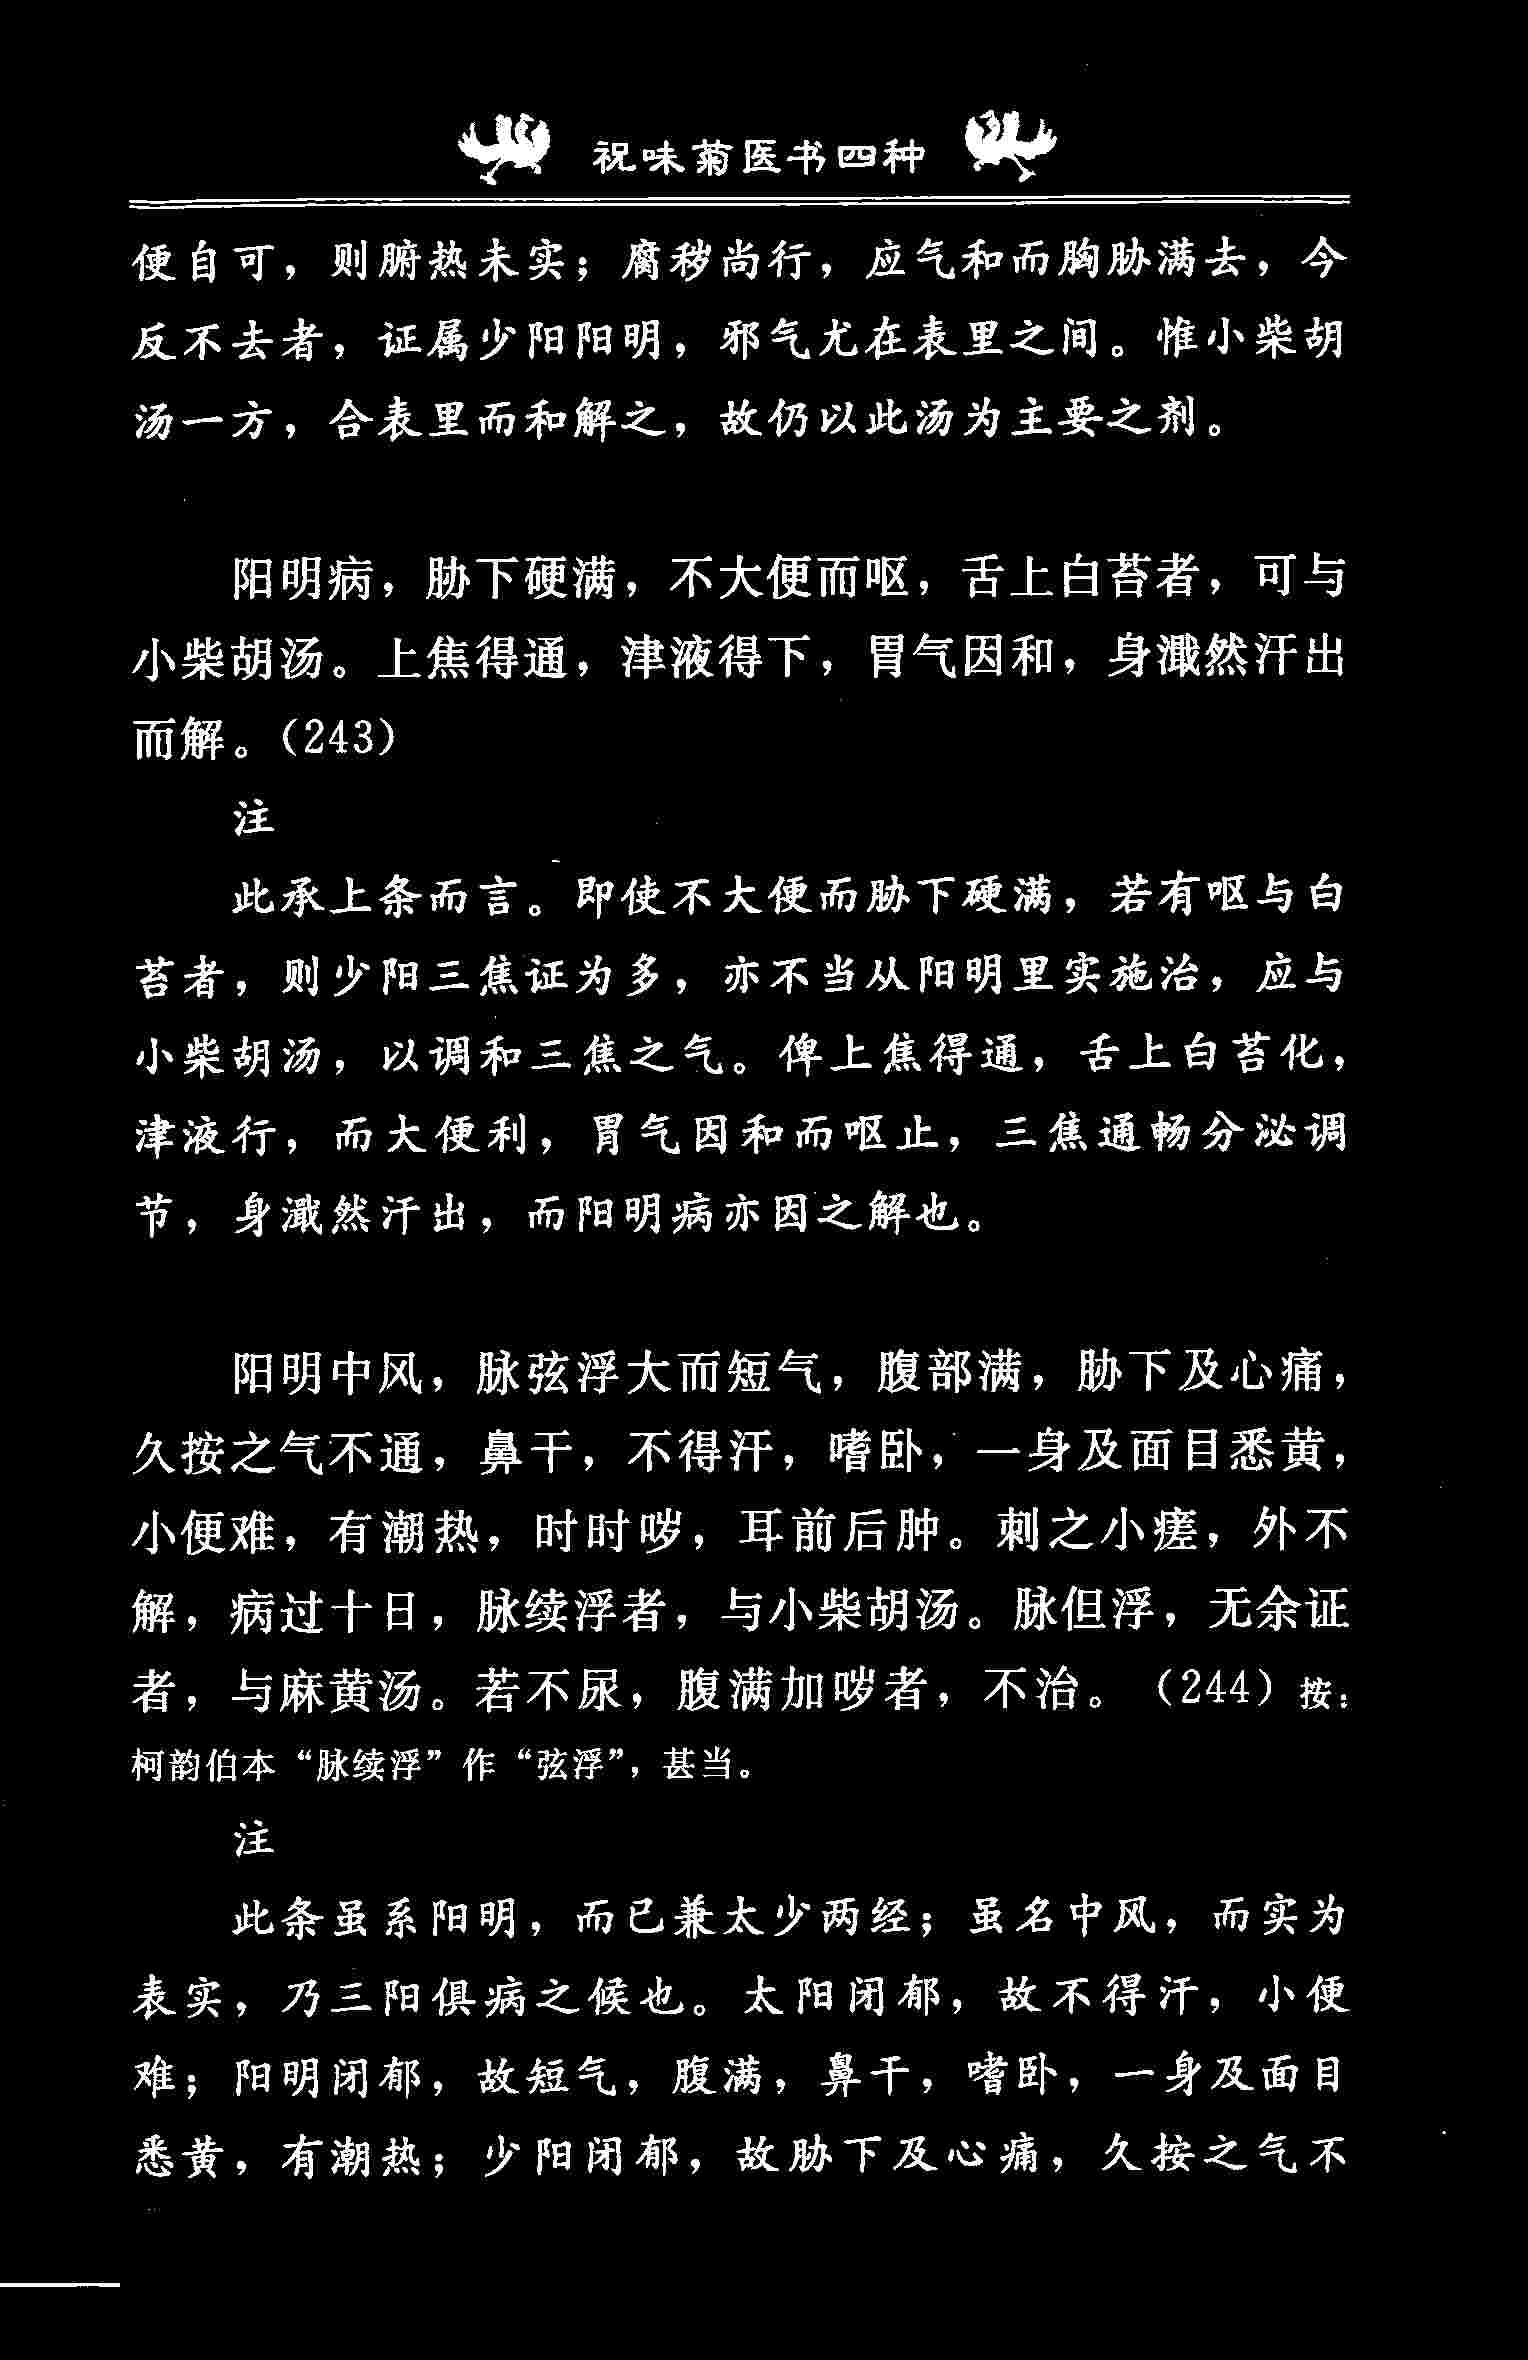 祝味菊医书四种
便自可，则腑热未实；腐秽尚行，应气和而胸胁满去，今
反不去者，证属少阳阳明，邪气尤在表里之间。惟小柴胡
汤一方，合表里而和解之，故仍以此汤为主要之剂。
阳明病，胁下硬满，不大便而呕，舌上白苔者，可与
小柴胡汤。上焦得通，津液得下，胃气因和，身濈然汗出
而解。（243）
注
此承上条而言。即使不大便而胁下硬满，若有呕与白
苔者，则少阳三焦证为多，亦不当从阳明里实施治，应与
小柴胡汤，以调和三焦之气。俾上焦得通，舌上白苔化，
津液行，而大便利，胃气因和而呕止，三焦通畅分泌调
节，身濈然汗出，而阳明病亦因之解也。
阳明中风，脉弦浮大而短气，腹部满，胁下及心痛，
久按之气不通，鼻干，不得汗，嗜卧，一身及面目悉黄，
小便难，有潮热，时时哕，耳前后肿。刺之小瘥，外不
解，病过十日，脉续浮者，与小柴胡汤。脉但浮，无余证
者，与麻黄汤。若不尿，腹满加哕者，不治。（244）按：
柯韵伯本“脉续浮”作“弦浮”，甚当。
注
此条虽系阳明，而已兼太少两经；虽名中风，而实为
表实，乃三阳俱病之候也。太阳闭郁，故不得汗，小便
难；阳明闭郁，故短气，腹满，鼻干，嗜卧，一身及面目
悉黄，有潮热；少阳闭郁，故胁下及心痛，久按之气不